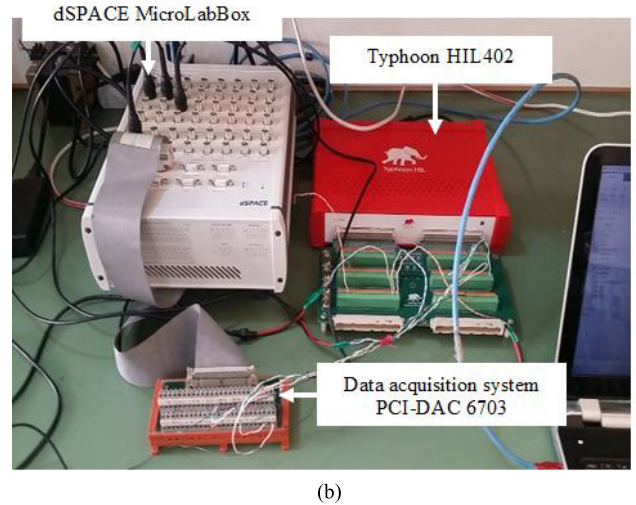 dSPACE MicroLabBox
Typhoon HIL402
Typhoon HIL
dSPACE
Data acquisition system
PCI-DAC 6703
(b)